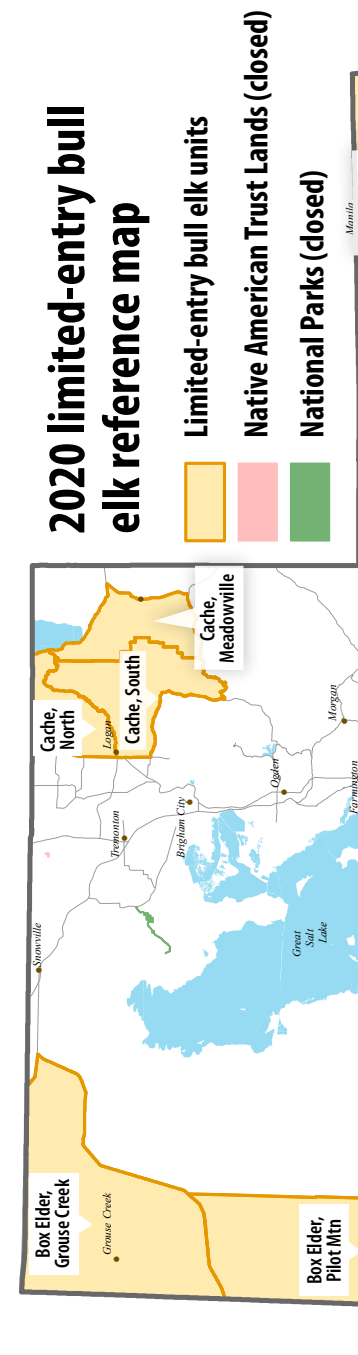 2020 limited-entry bull
elk reference map
Limited-entry bull elk units
Native American Trust Lands (closed)
National Parks (closed)
Manila
Box Elder,
Grouse Creek
Grouse Creek
Box Elder,
Pilot Mtn
Snowville
Tremonton
Brigham City
Great
Salt
Lake
Cache,
North
Logan
Cache, South
Cache,
Meadowville
Ogden
Morgan
Farmington